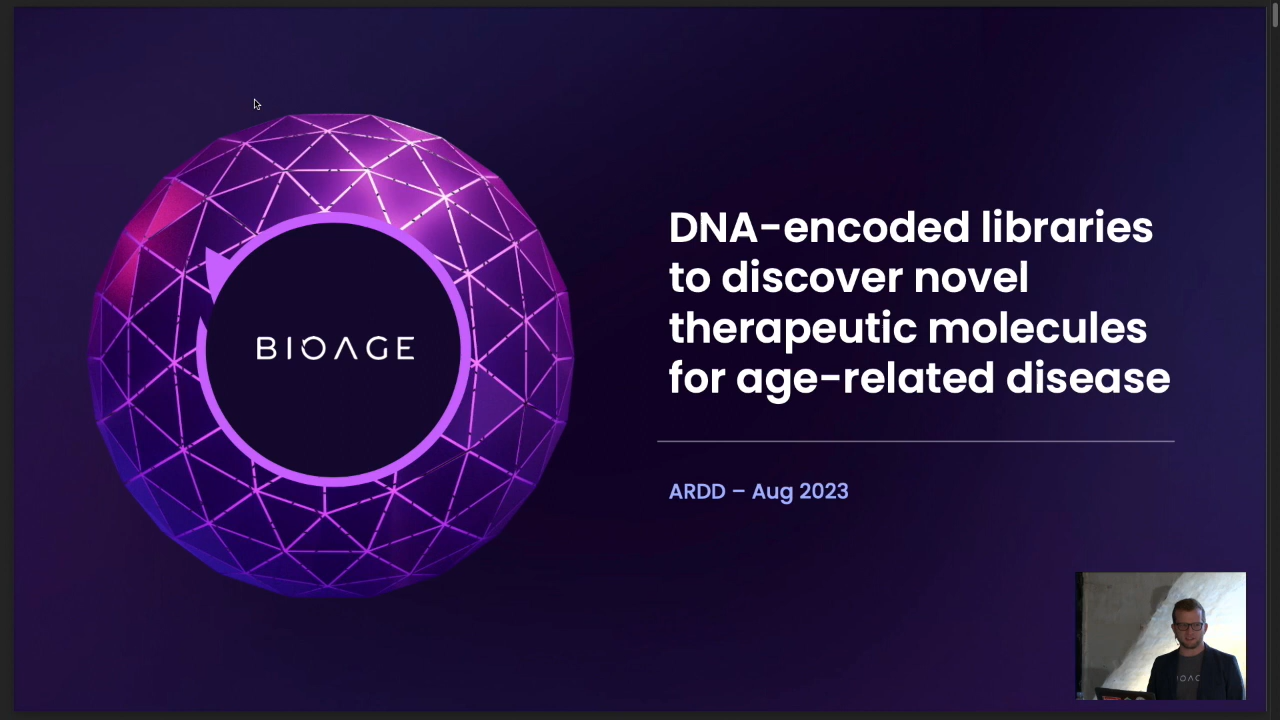 BIOAGE
DNA-encoded libraries
to discover novel
therapeutic molecules
for age-related disease
ARDD – Aug 2023